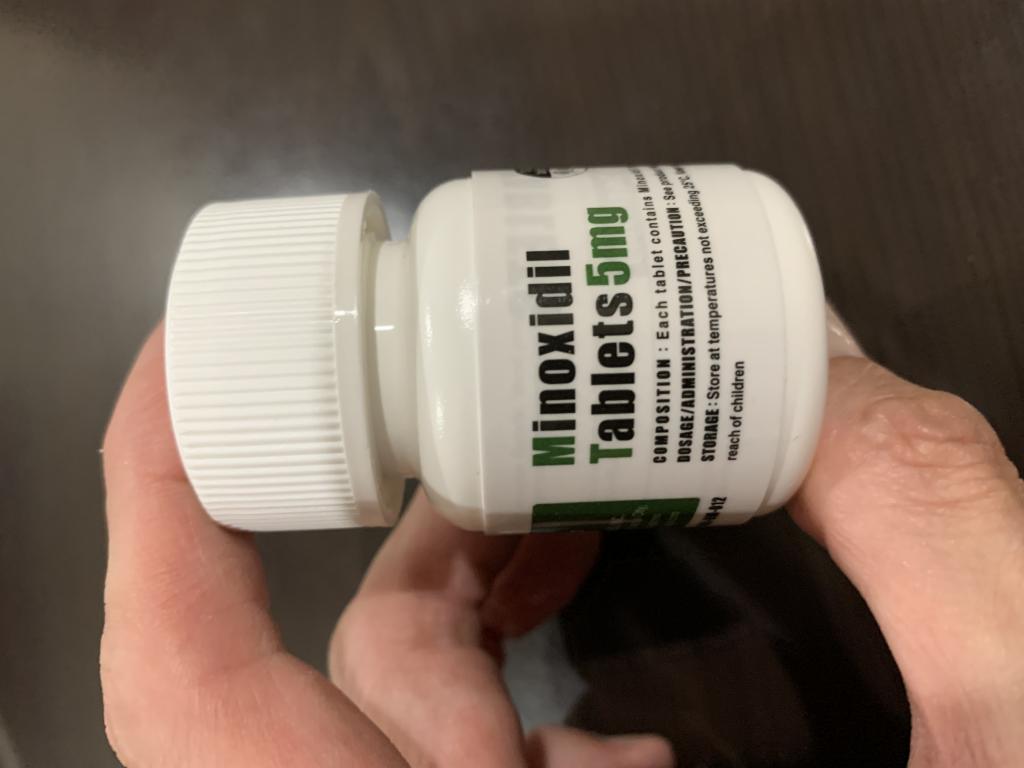 Minoxidil
Tablets 5mg
COMPOSITION : Each tablet contains
DOSAGE/ADMINISTRATION/PRECAUTION : See
STORAGE : Store at temperatures not exceeding 25°C,
reach of children